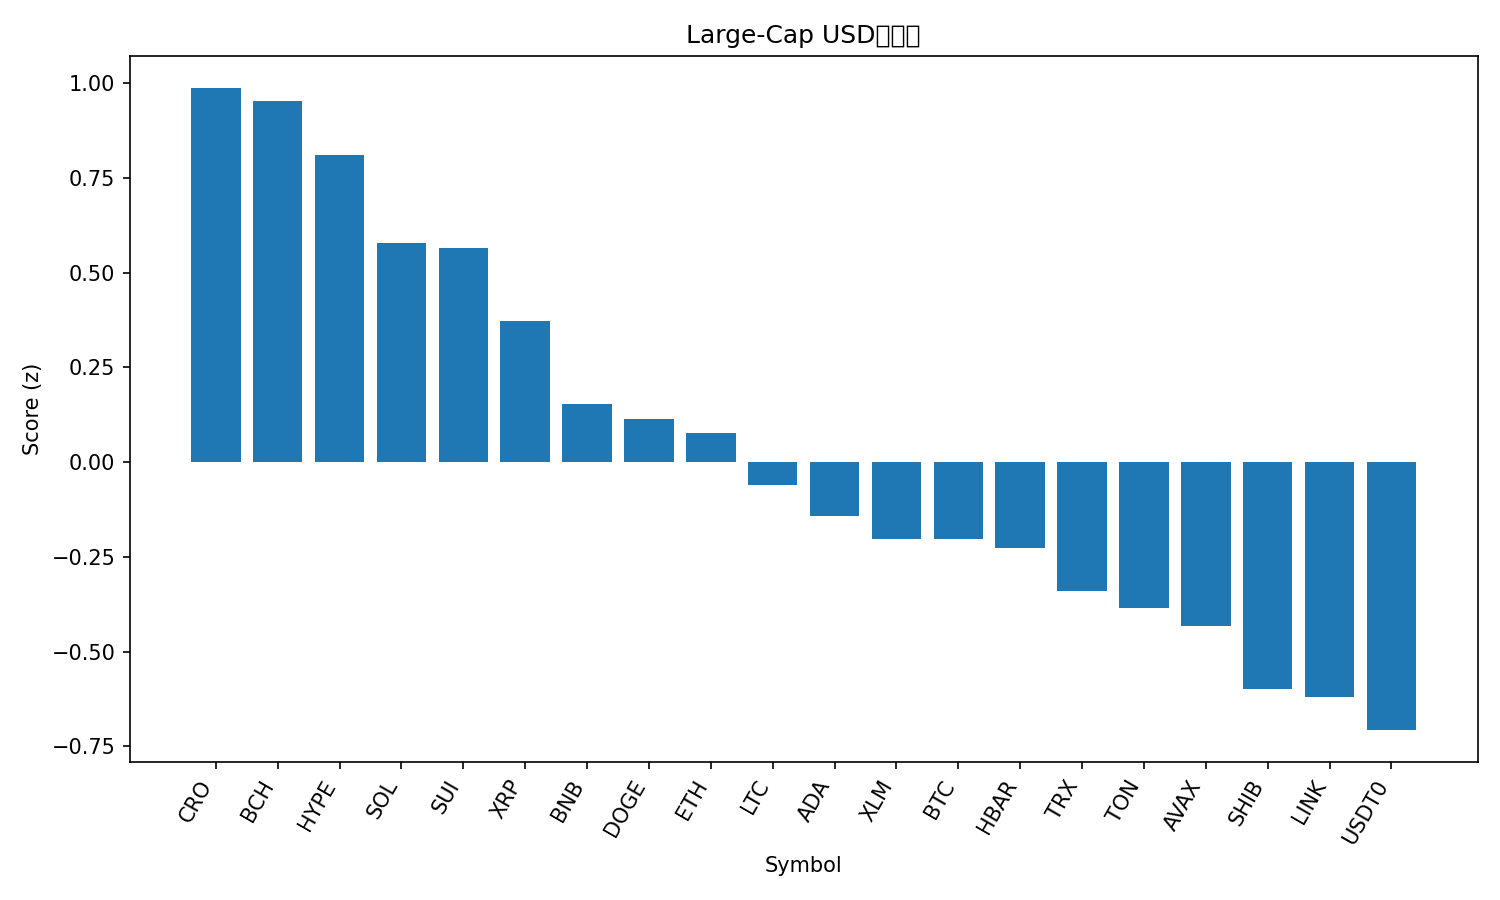 Large-Cap USD
1.00
0.75
0.50
0.25
0.00
−0.25
−0.50
−0.75
Score (z)
CRO
BCH
HYPE
SOL
SUI
XRP
BNB
DOGE
ETH
LTC
ADA
XLM
BTC
HBAR
TRX
TON
AVAX
SHIB
LINK
USDT0
Symbol